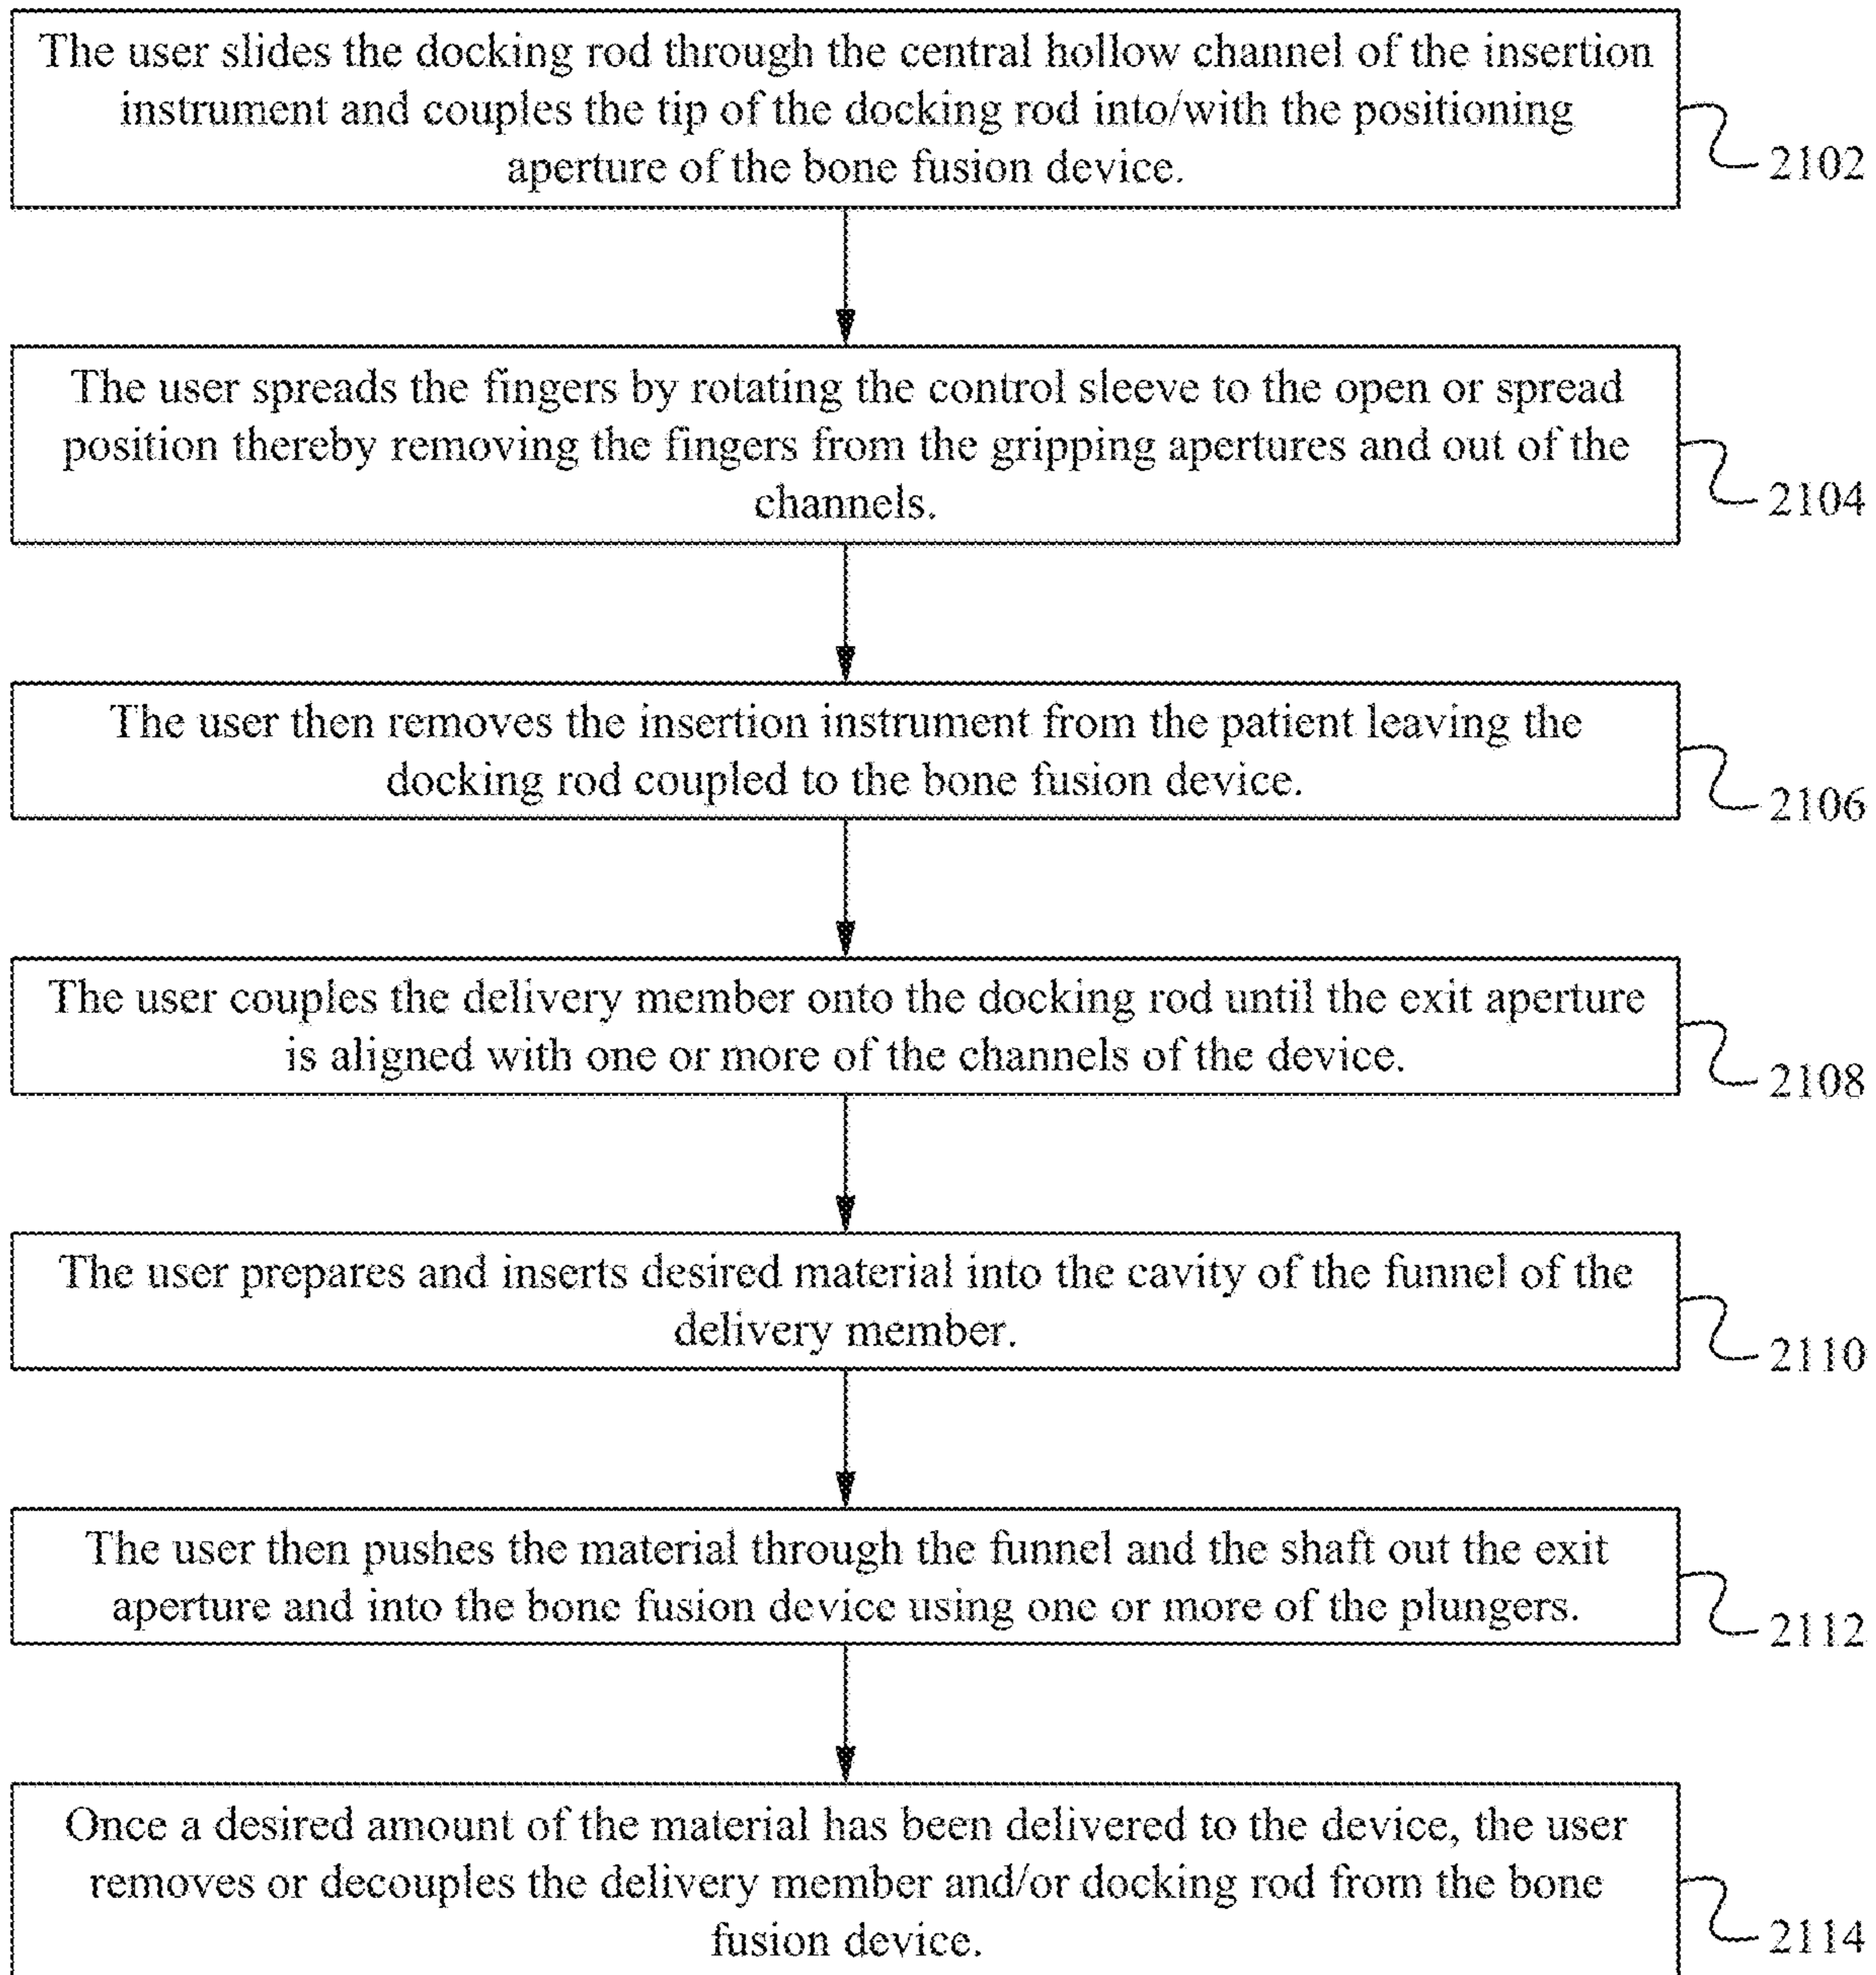 The user slides the docking rod through the central hollow channel of the insertion
instrument and couples the tip of the docking rod into/with the positioning
aperture of the bone fusion device.
2102
The user spreads the fingers by rotating the control sleeve to the open or spread
position thereby removing the fingers from the gripping apertures and out of the
channels.
2104
The user then removes the insertion instrument from the patient leaving the
docking rod coupled to the bone fusion device.
2106
The user couples the delivery member onto the docking rod until the exit aperture
is aligned with one or more of the channels of the device.
2108
The user prepares and inserts desired material into the cavity of the funnel of the
delivery member.
2110
The user then pushes the material through the funnel and the shaft out the exit
aperture and into the bone fusion device using one or more of the plungers.
2112
Once a desired amount of the material has been delivered to the device, the user
removes or decouples the delivery member and/or docking rod from the bone
fusion device.
2114